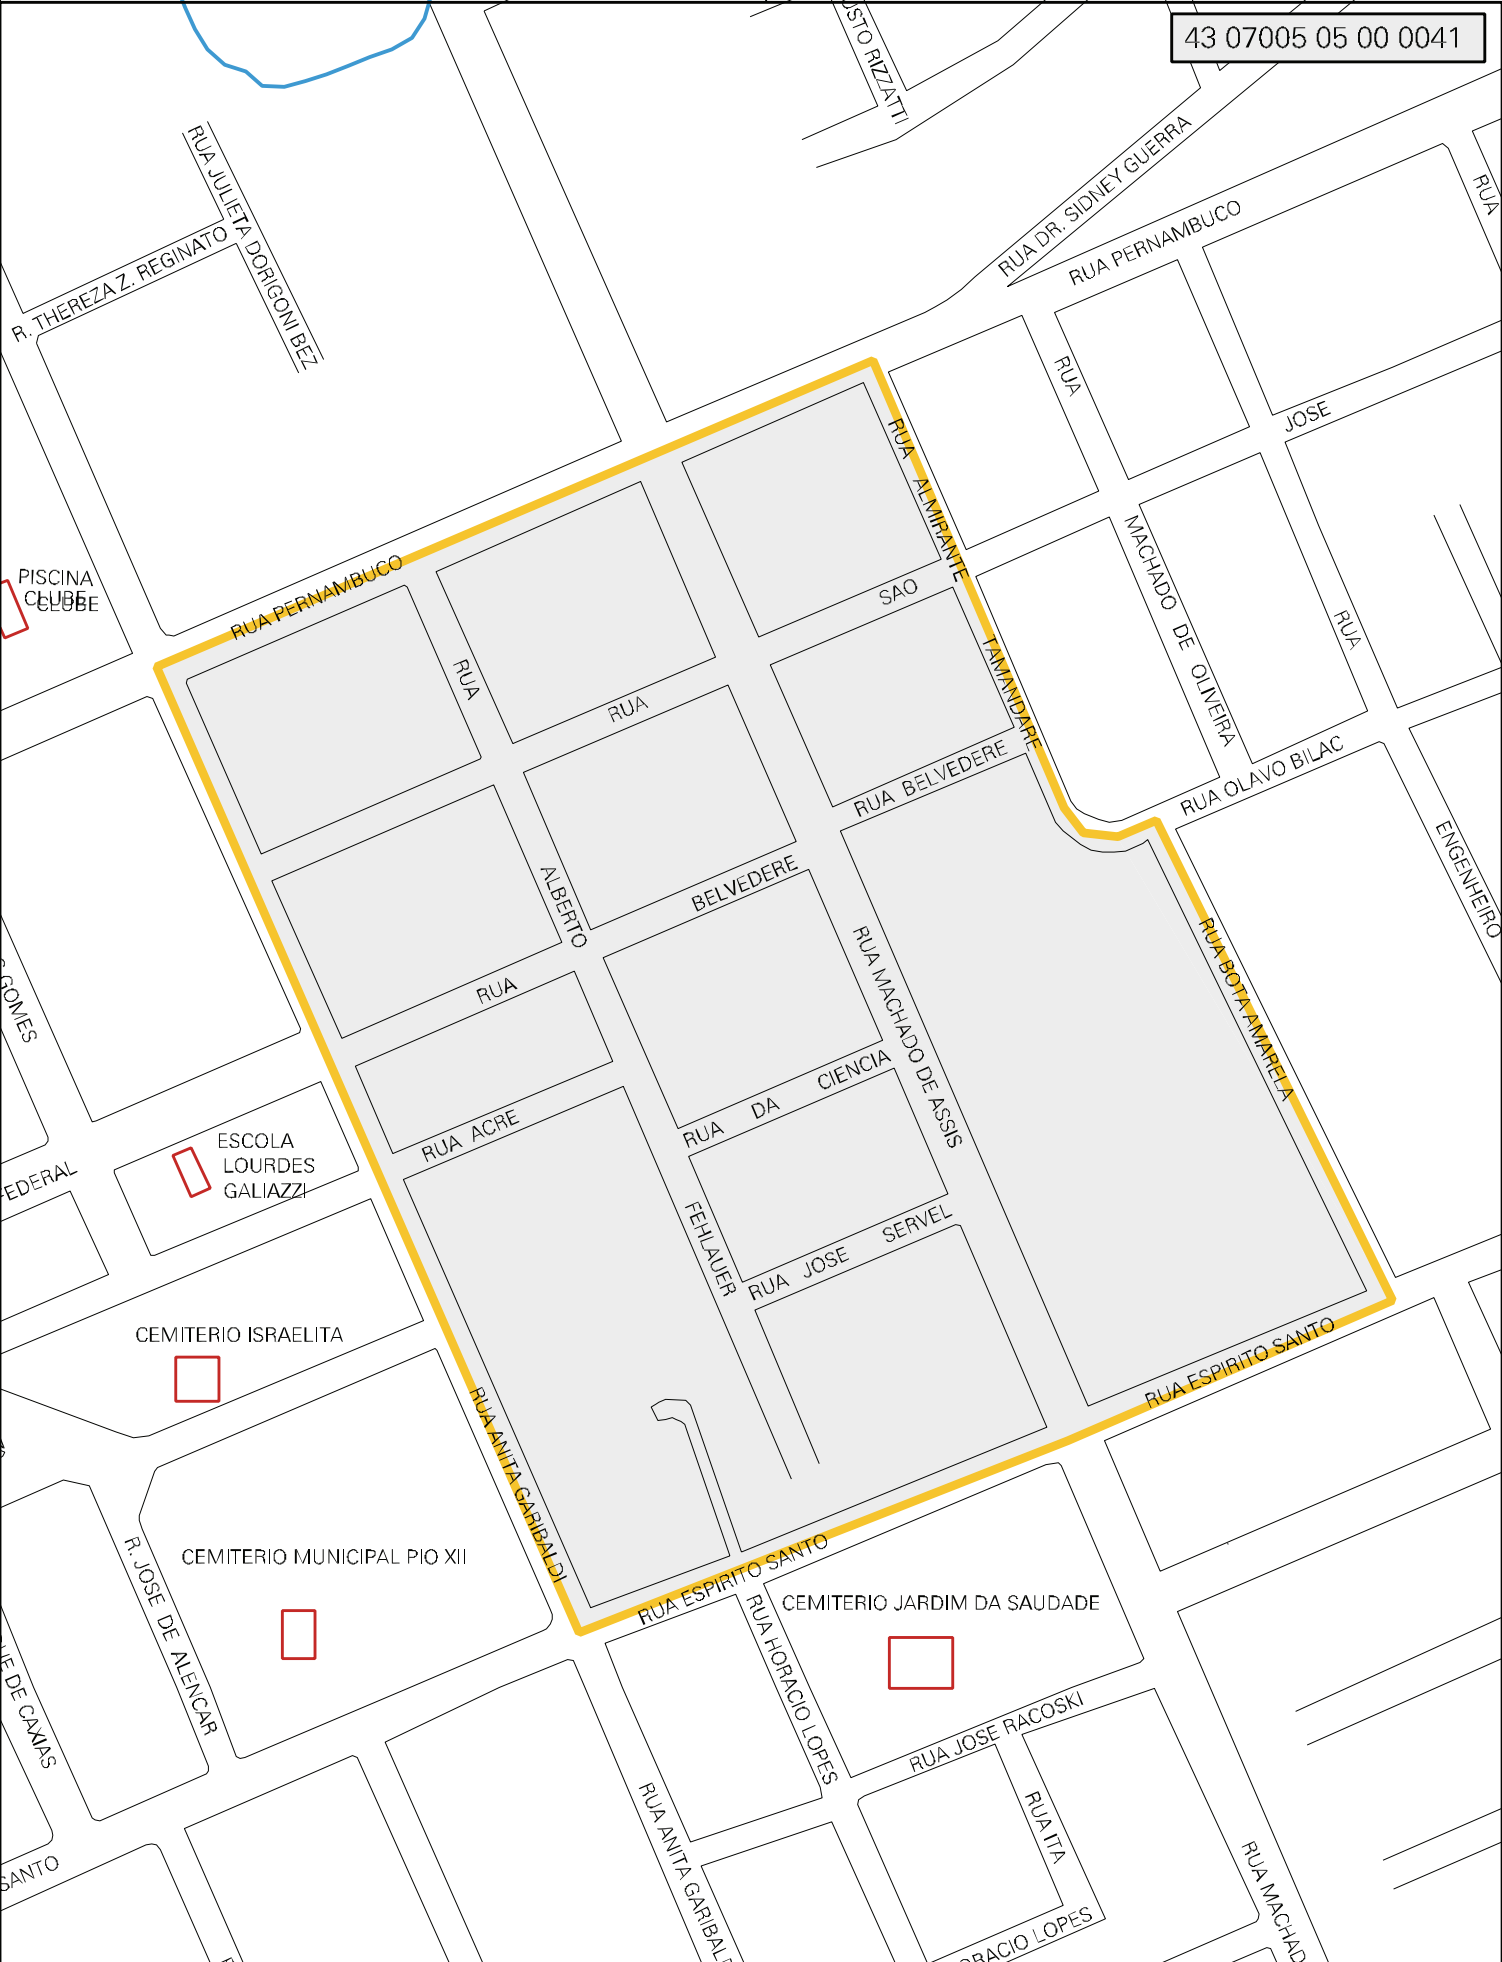 43 07005 05 00 0041
USTO RIZZATTI
RUA DR. SIDNEY GUERRA
RUA PERNAMBUCO
RUA
RUA JULIETA DORIGONI BEZ
R. THEREZA Z. REGINATO
RUA
JOSE
RUA ALMIRANTE TAMANDARE
MACHADO DE OLIVEIRA
RUA
PISCINA
CLUBE
CLUBE
RUA PERNAMBUCO
SAO
RUA
RUA
RUA BELVEDERE
RUA OLAVO BILAC
ENGENHEIRO
ALBERTO
BELVEDERE
RUA
RUA MACHADO DE ASSIS
RUA BOTA AMARELA
GOMES
RUA ACRE
RUA DA CIENCIA
ESCOLA
LOURDES
GALIAZZI
FEDERAL
FEHLAUER
RUA JOSE SERVEL
CEMITERIO ISRAELITA
RUA ESPIRITO SANTO
RUA ANITA GARIBALDI
R. JOSE DE ALENCAR
CEMITERIO MUNICIPAL PIO XII
RUA ESPIRITO SANTO
CEMITERIO JARDIM DA SAUDADE
RUA HORACIO LOPES
UE DE CAXIAS
RUA JOSE RACOSKI
RUA ITA
RUA ANITA GARIBALD
RUA MACHAD
SANTO
ORACIO LOPES